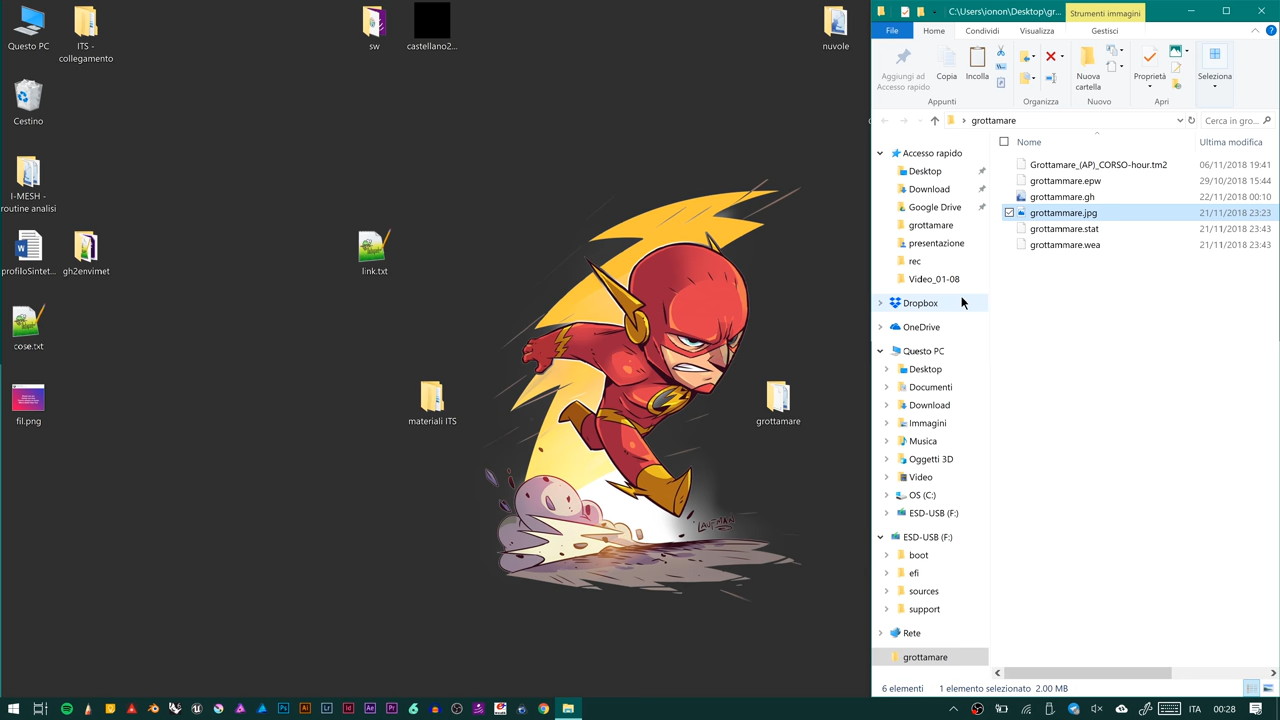 Questo PC
ITS -
collegamento
sw
castellano2...
nuvole
Cestino
I-MESH -
routine analisi
profiloSintet...
gh2envimet
link.txt
cose.txt
fil.png
materiali ITS
grottamare
C:\Users\ionon\Desktop\gr...
Strumenti immagini
File
Home
Condividi
Visualizza
Gestisci
Aggiungi ad
Accesso rapido
Copia
Incolla
Nuova
cartella
Proprietà
Seleziona
Appunti
Organizza
Nuovo
Apri
grottamare
Cerca in gro...
Nome
Ultima modifica
Accesso rapido
Desktop
Download
Google Drive
grottamare
presentazione
rec
Video_01-08
Dropbox
OneDrive
Questo PC
Desktop
Documenti
Download
Immagini
Musica
Oggetti 3D
Video
OS (C:)
ESD-USB (F:)
ESD-USB (F:)
boot
efi
sources
support
Rete
grottamare
Grottamare_(AP)_CORSO-hour.tm2 06/11/2018 19:41
grottammare.epw 29/10/2018 15:44
grottammare.gh 22/11/2018 00:10
grottammare.jpg 21/11/2018 23:23
grottammare.stat 21/11/2018 23:43
grottammare.wea 21/11/2018 23:43
6 elementi 1 elemento selezionato 2.00 MB
Ps Ai Lr Id Ae Pr
ITA 00:28